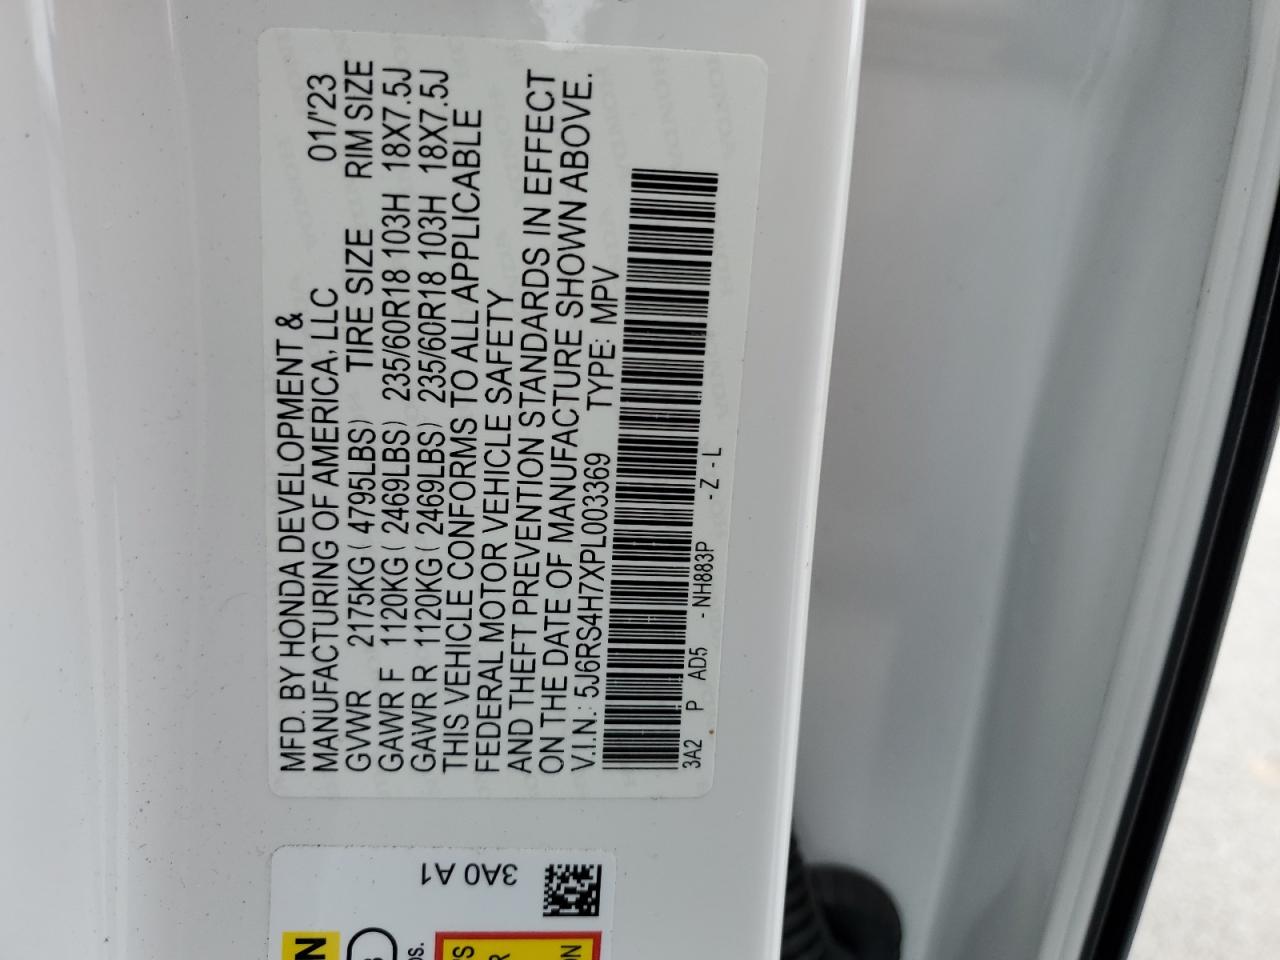 MFD. BY HONDA DEVELOPMENT &
MANUFACTURING OF AMERICA, LLC 01/'23
GVWR 2175KG ( 4795LBS) TIRE SIZE RIM SIZE
GAWR F 1120KG ( 2469LBS) 235/60R18 103H 18X7.5J
GAWR R 1120KG ( 2469LBS) 235/60R18 103H 18X7.5J
THIS VEHICLE CONFORMS TO ALL APPLICABLE
FEDERAL MOTOR VEHICLE SAFETY
AND THEFT PREVENTION STANDARDS IN EFFECT
ON THE DATE OF MANUFACTURE SHOWN ABOVE.
V.I.N.: 5J6RS4H7XPL003369 TYPE: MPV
3A2 P AD5 - NH883P - Z - L
3A0 A1